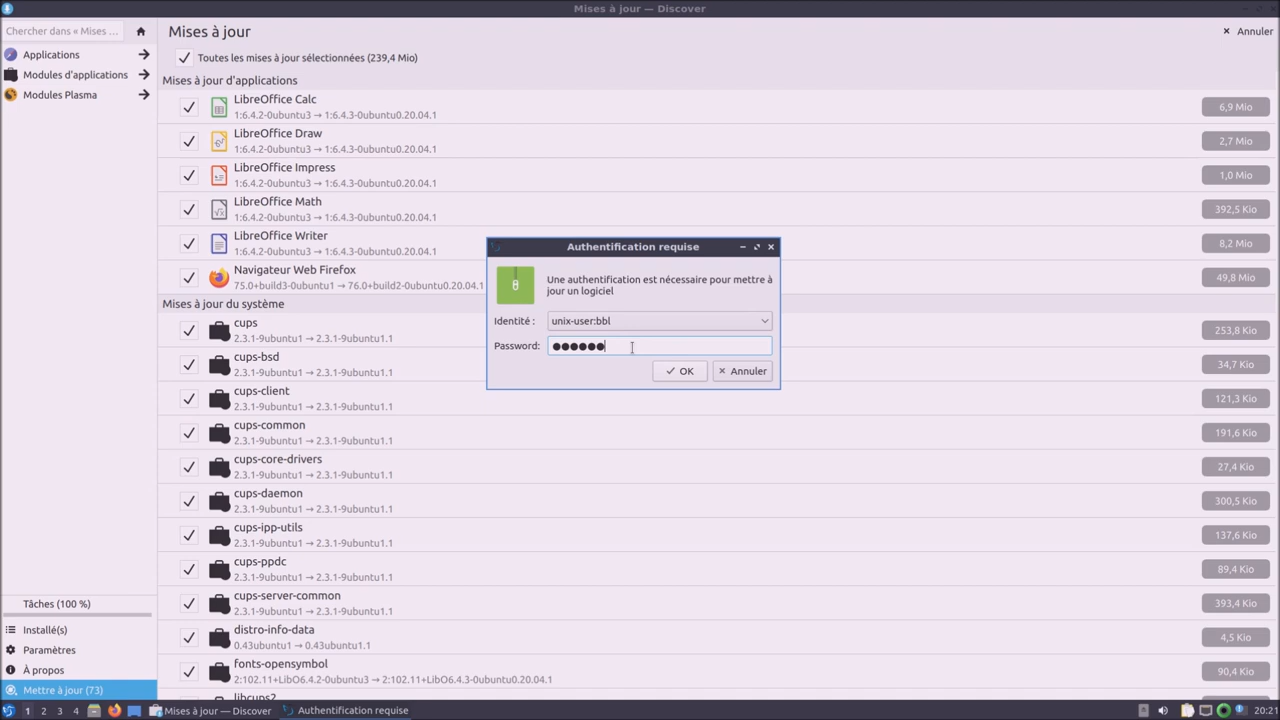 Mises à jour — Discover
Chercher dans « Mises ...
Mises à jour
Annuler
Toutes les mises à jour sélectionnées (239,4 Mio)
Applications
Modules d'applications
Modules Plasma
Mises à jour d'applications
LibreOffice Calc
1:6.4.2-0ubuntu3 → 1:6.4.3-0ubuntu0.20.04.1
6,9 Mio
LibreOffice Draw
1:6.4.2-0ubuntu3 → 1:6.4.3-0ubuntu0.20.04.1
2,7 Mio
LibreOffice Impress
1:6.4.2-0ubuntu3 → 1:6.4.3-0ubuntu0.20.04.1
1,0 Mio
LibreOffice Math
1:6.4.2-0ubuntu3 → 1:6.4.3-0ubuntu0.20.04.1
392,5 Kio
LibreOffice Writer
1:6.4.2-0ubuntu3 → 1:6.4.3-0ubuntu0.20.04.1
8,2 Mio
Navigateur Web Firefox
75.0+build3-0ubuntu1 → 76.0+build2-0ubuntu0.20.04.1
49,8 Mio
Mises à jour du système
cups
2.3.1-9ubuntu1 → 2.3.1-9ubuntu1.1
253,8 Kio
cups-bsd
2.3.1-9ubuntu1 → 2.3.1-9ubuntu1.1
34,7 Kio
cups-client
2.3.1-9ubuntu1 → 2.3.1-9ubuntu1.1
121,3 Kio
cups-common
2.3.1-9ubuntu1 → 2.3.1-9ubuntu1.1
191,6 Kio
cups-core-drivers
2.3.1-9ubuntu1 → 2.3.1-9ubuntu1.1
27,4 Kio
cups-daemon
2.3.1-9ubuntu1 → 2.3.1-9ubuntu1.1
300,5 Kio
cups-ipp-utils
2.3.1-9ubuntu1 → 2.3.1-9ubuntu1.1
137,6 Kio
cups-ppdc
2.3.1-9ubuntu1 → 2.3.1-9ubuntu1.1
89,4 Kio
cups-server-common
2.3.1-9ubuntu1 → 2.3.1-9ubuntu1.1
393,4 Kio
distro-info-data
0.43ubuntu1 → 0.43ubuntu1.1
4,5 Kio
fonts-opensymbol
2:102.11+LibO6.4.2-0ubuntu3 → 2:102.11+LibO6.4.3-0ubuntu0.20.04.1
90,4 Kio
libcups2
Authentification requise
Une authentification est nécessaire pour mettre à
jour un logiciel
Identité :
unix-user:bbl
Password:
OK
Annuler
Tâches (100 %)
Installé(s)
Paramètres
À propos
Mettre à jour (73)
1
2
3
4
Mises à jour — Discover
Authentification requise
20:21